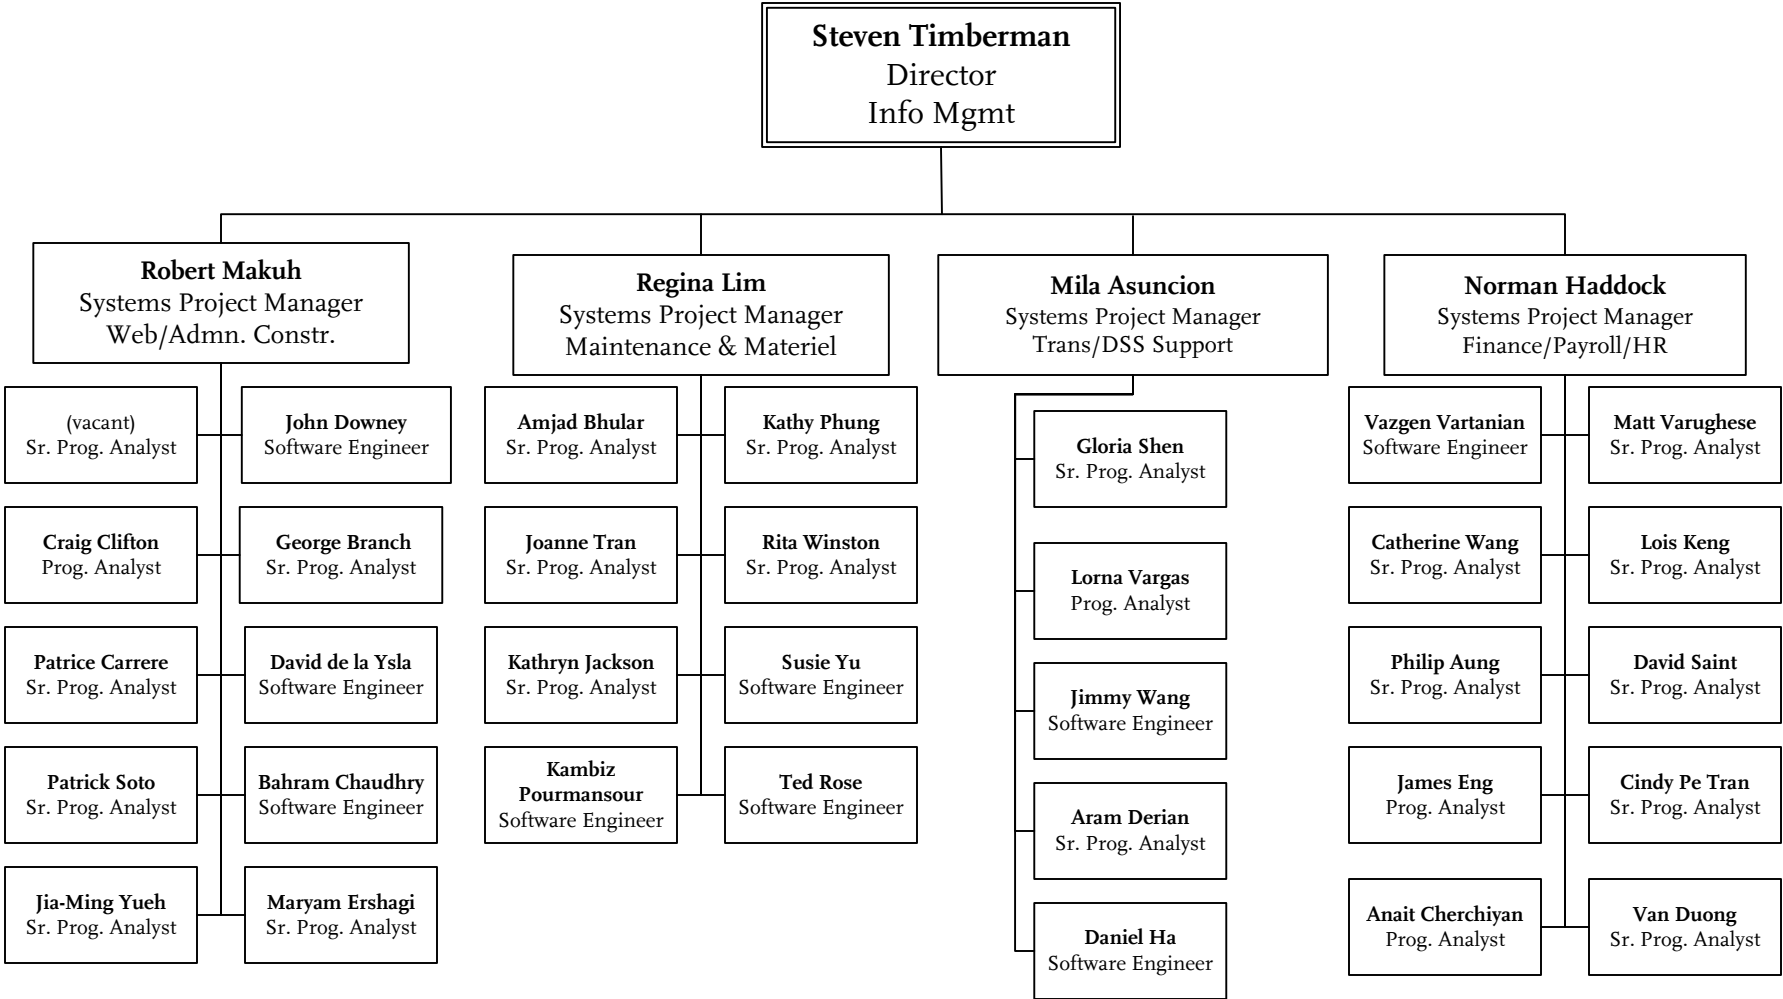 Steven Timberman
Director
Info Mgmt
Robert Makuh
Systems Project Manager
Web/Admn. Constr.
(vacant)
Sr. Prog. Analyst
John Downey
Software Engineer
Craig Clifton
Prog. Analyst
George Branch
Sr. Prog. Analyst
Patrice Carrere
Sr. Prog. Analyst
David de la Ysla
Software Engineer
Patrick Soto
Sr. Prog. Analyst
Bahram Chaudhry
Software Engineer
Jia-Ming Yueh
Sr. Prog. Analyst
Maryam Ershagi
Sr. Prog. Analyst
Regina Lim
Systems Project Manager
Maintenance & Materiel
Amjad Bhular
Sr. Prog. Analyst
Kathy Phung
Sr. Prog. Analyst
Joanne Tran
Sr. Prog. Analyst
Rita Winston
Sr. Prog. Analyst
Kathryn Jackson
Sr. Prog. Analyst
Susie Yu
Software Engineer
Kambiz
Pourmansour
Software Engineer
Ted Rose
Software Engineer
Mila Asuncion
Systems Project Manager
Trans/DSS Support
Gloria Shen
Sr. Prog. Analyst
Lorna Vargas
Prog. Analyst
Jimmy Wang
Software Engineer
Aram Derian
Sr. Prog. Analyst
Daniel Ha
Software Engineer
Norman Haddock
Systems Project Manager
Finance/Payroll/HR
Vazgen Vartanian
Software Engineer
Matt Varughese
Sr. Prog. Analyst
Catherine Wang
Sr. Prog. Analyst
Lois Keng
Sr. Prog. Analyst
Philip Aung
Sr. Prog. Analyst
David Saint
Sr. Prog. Analyst
James Eng
Prog. Analyst
Cindy Pe Tran
Sr. Prog. Analyst
Anait Cherchiyan
Prog. Analyst
Van Duong
Sr. Prog. Analyst